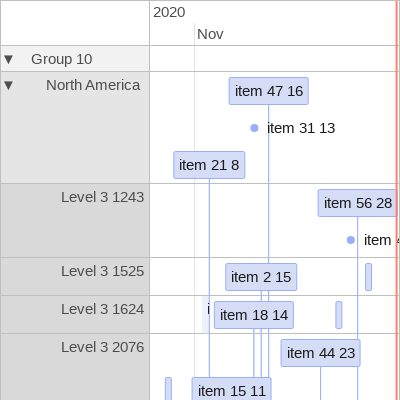 2020
Nov
▼ Group 10
▼ North America
item 47 16
item 31 13
item 21 8
Level 3 1243
item 56 28
item
Level 3 1525
item 2 15
Level 3 1624
item 18 14
Level 3 2076
item 44 23
item 15 11